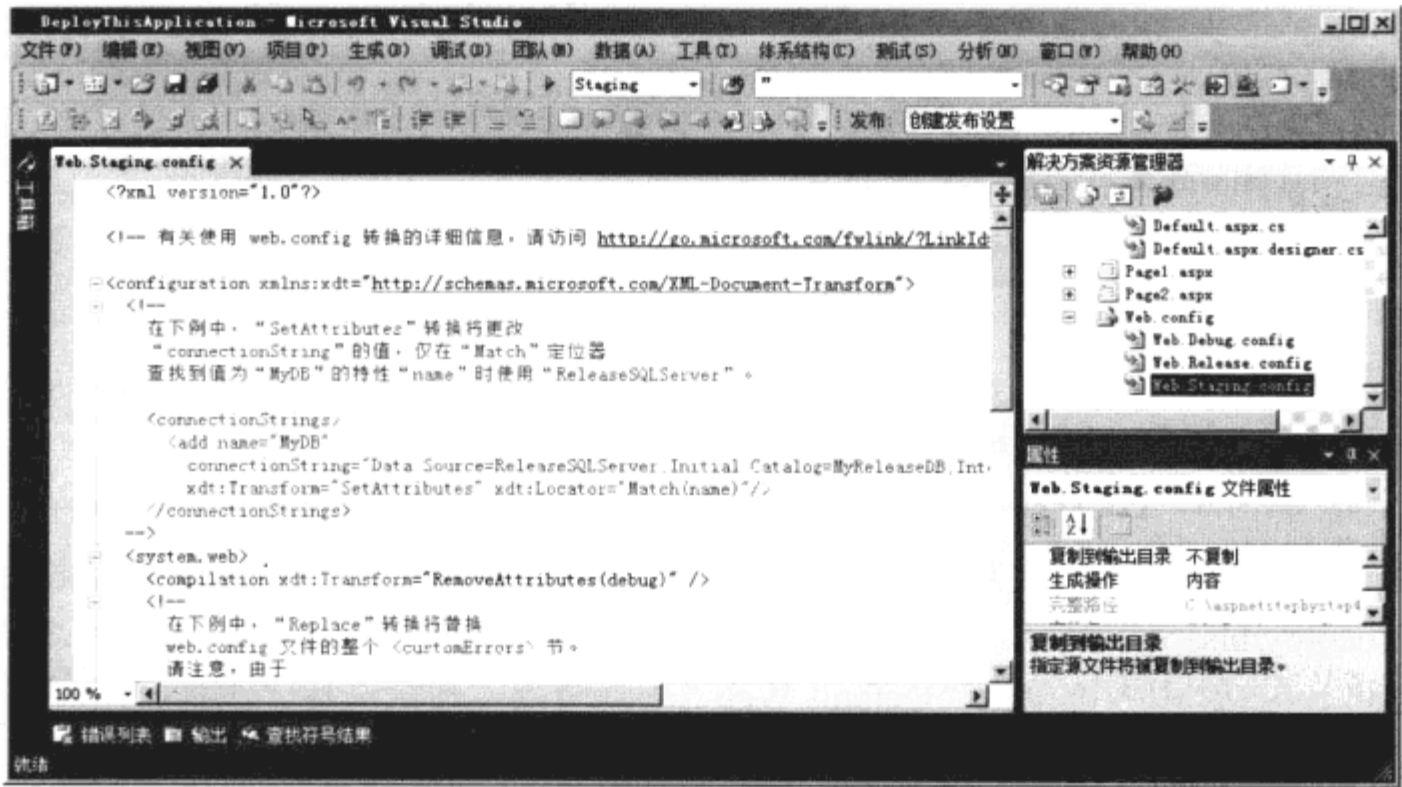 DeployThisApplication - Microsoft Visual Studio
文件(F) 编辑(E) 视图(V) 项目(P) 生成(B) 调试(D) 团队(M) 数据(A) 工具(T) 体系结构(C) 测试(S) 分析(N) 窗口(W) 帮助(H)
Staging "
发布: 创建发布设置
工具箱
Web.Staging.config
<?xml version="1.0"?>
<!-- 有关使用 web.config 转换的详细信息，请访问 http://go.microsoft.com/fwlink/?LinkId=
<configuration xmlns:xdt="http://schemas.microsoft.com/XML-Document-Transform">
<!--
在下例中，“SetAttributes”转换将更改
“connectionString”的值，仅在“Match”定位器
查找到值为“MyDB”的特性“name”时使用“ReleaseSQLServer”。
<connectionStrings>
<add name="MyDB"
connectionString="Data Source=ReleaseSQLServer;Initial Catalog=MyReleaseDB;Int
xdt:Transform="SetAttributes" xdt:Locator="Match(name)"/>
</connectionStrings>
-->
<system.web>
<compilation xdt:Transform="RemoveAttributes(debug)" />
<!--
在下例中，“Replace”转换将替换
web.config 文件的整个 <customErrors> 节。
请注意，由于
100 %
解决方案资源管理器
Default.aspx.cs
Default.aspx.designer.cs
Page1.aspx
Page2.aspx
Web.config
Web.Debug.config
Web.Release.config
Web.Staging.config
属性
Web.Staging.config 文件属性
复制到输出目录 不复制
生成操作 内容
完整路径 C:\aspnetstepbystep4
复制到输出目录
指定源文件将被复制到输出目录。
错误列表 输出 查找符号结果
就绪